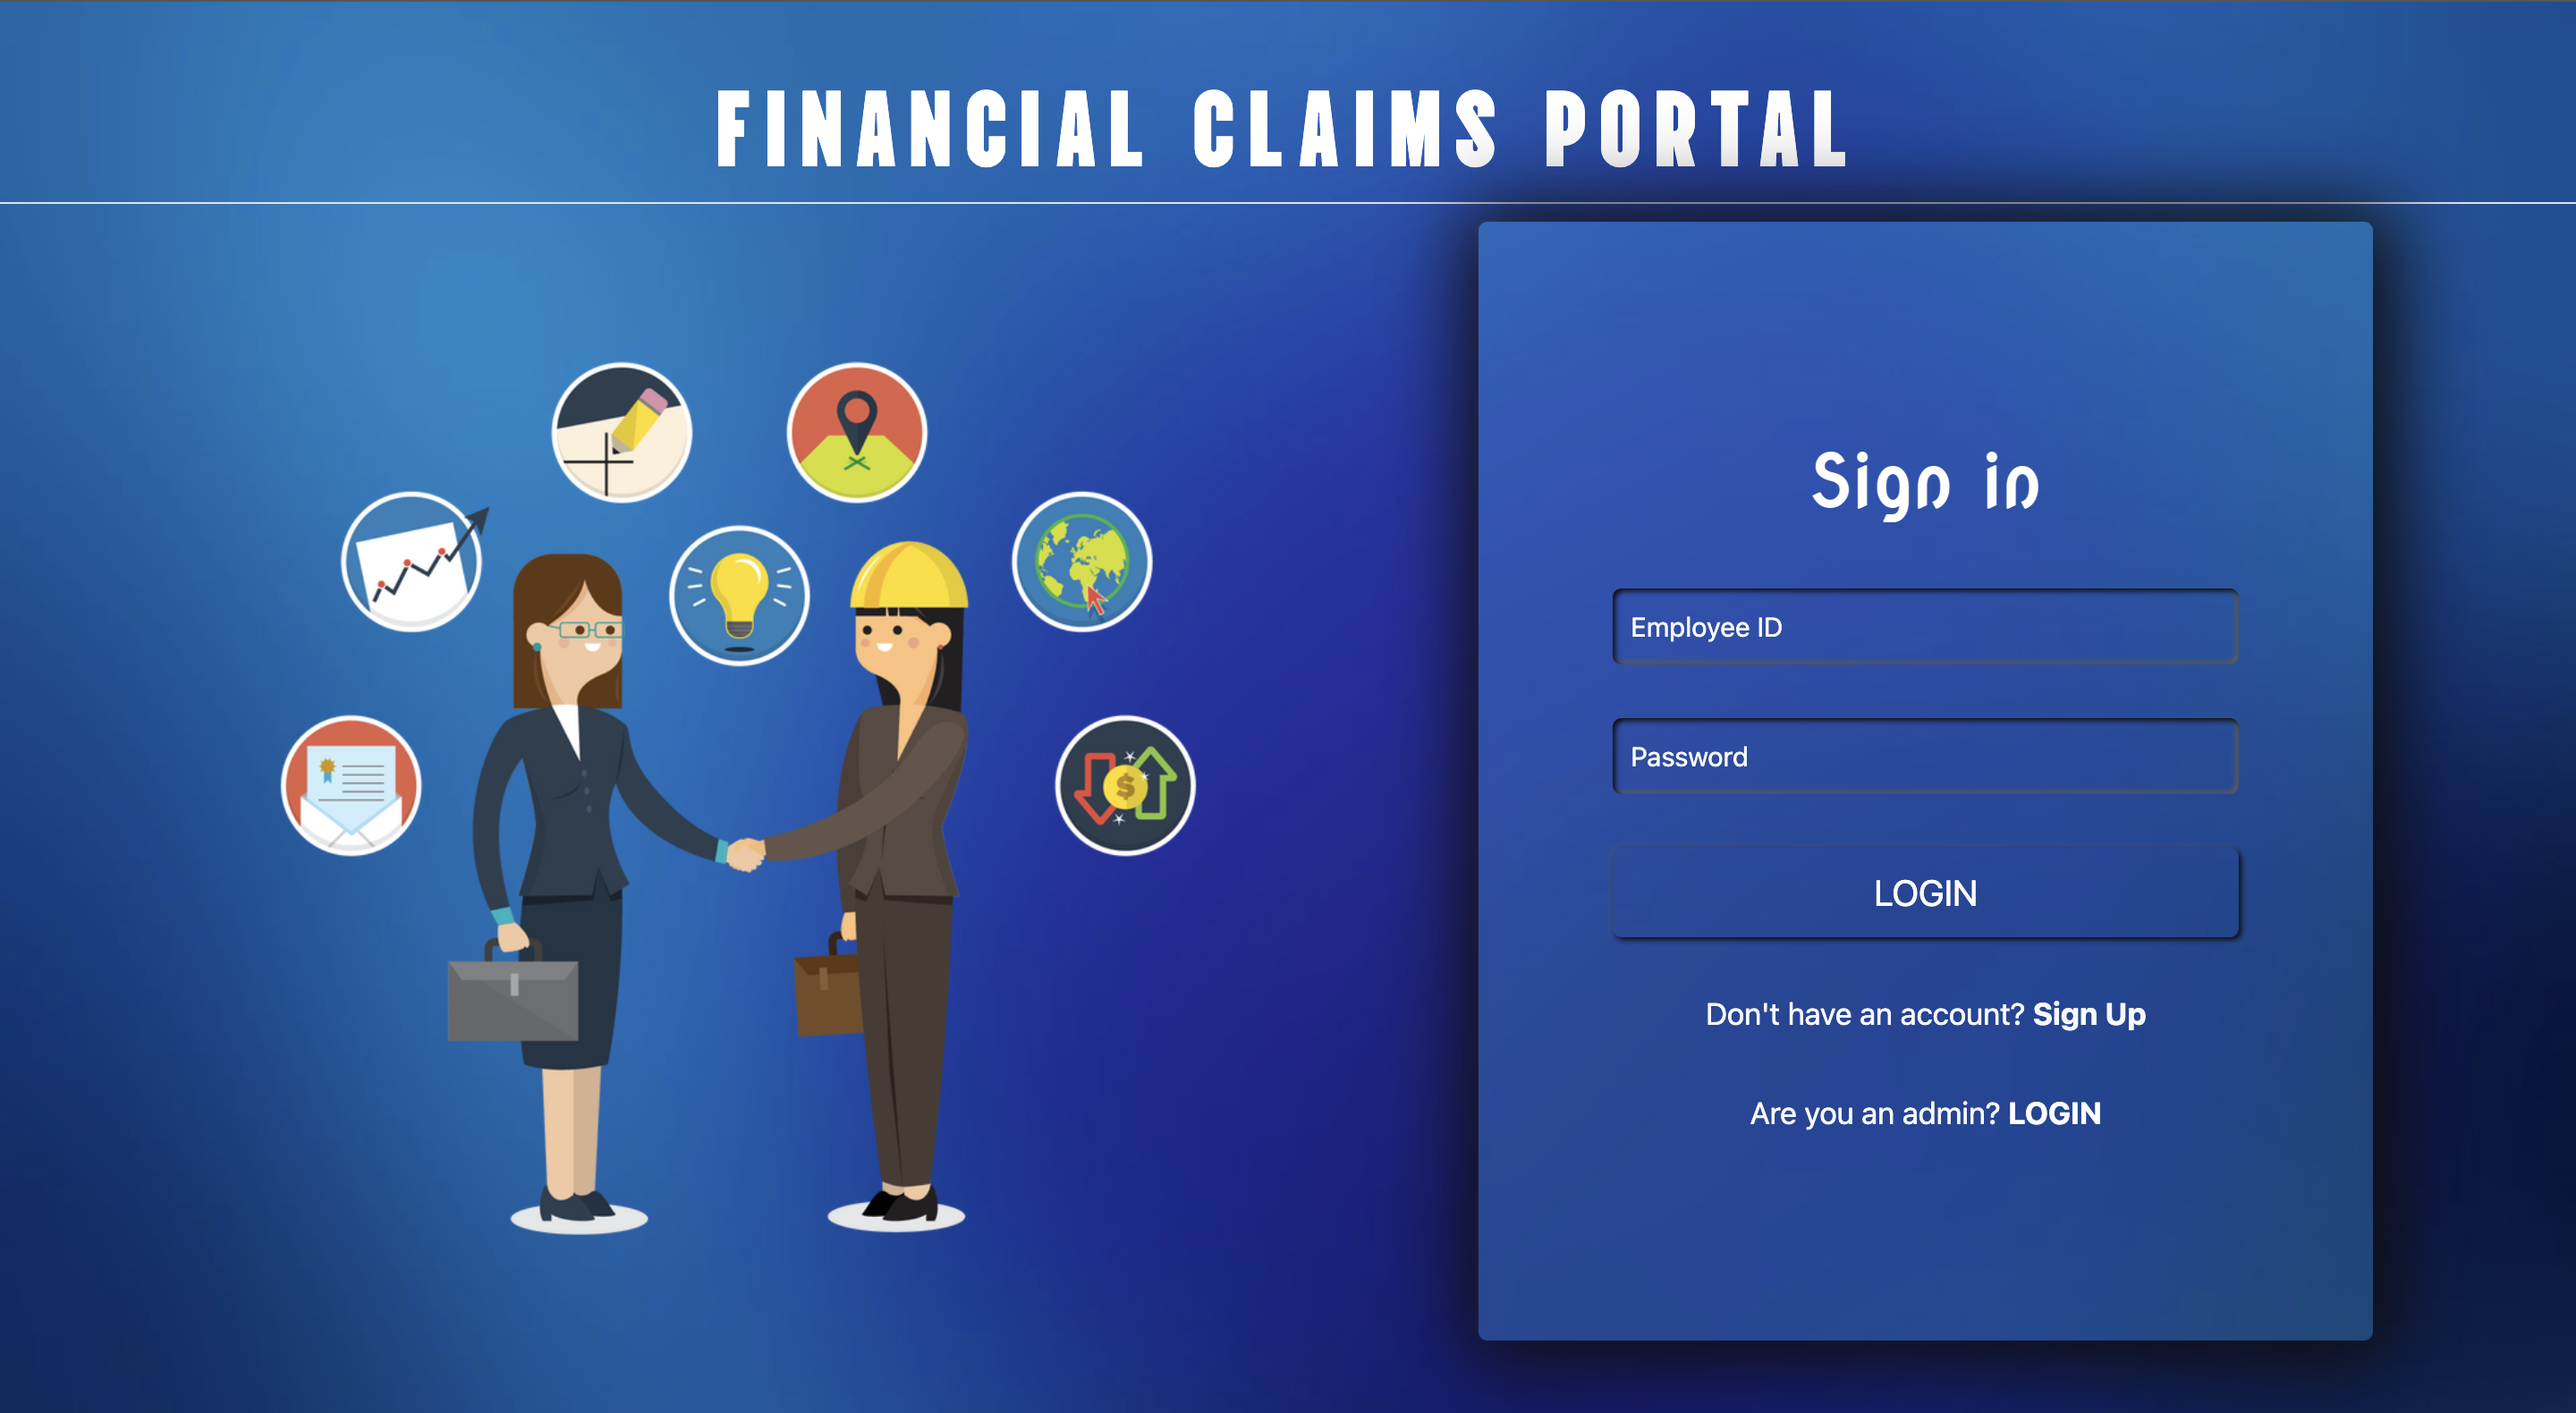 FINANCIAL CLAIMS PORTAL
Sign in
Employee ID
Password
LOGIN
Don't have an account? Sign Up
Are you an admin? LOGIN
$